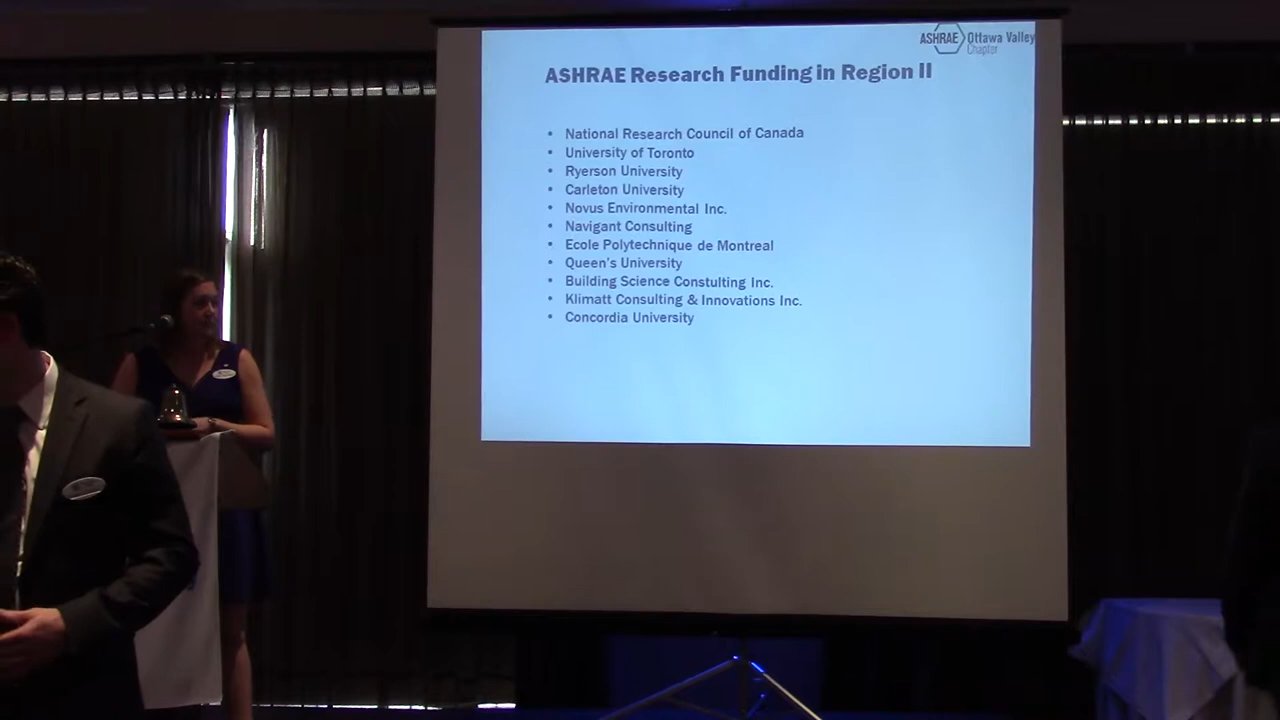 ASHRAE Ottawa Valley
Chapter
ASHRAE Research Funding in Region II
• National Research Council of Canada
• University of Toronto
• Ryerson University
• Carleton University
• Novus Environmental Inc.
• Navigant Consulting
• Ecole Polytechnique de Montreal
• Queen's University
• Building Science Constulting Inc.
• Klimatt Consulting & Innovations Inc.
• Concordia University